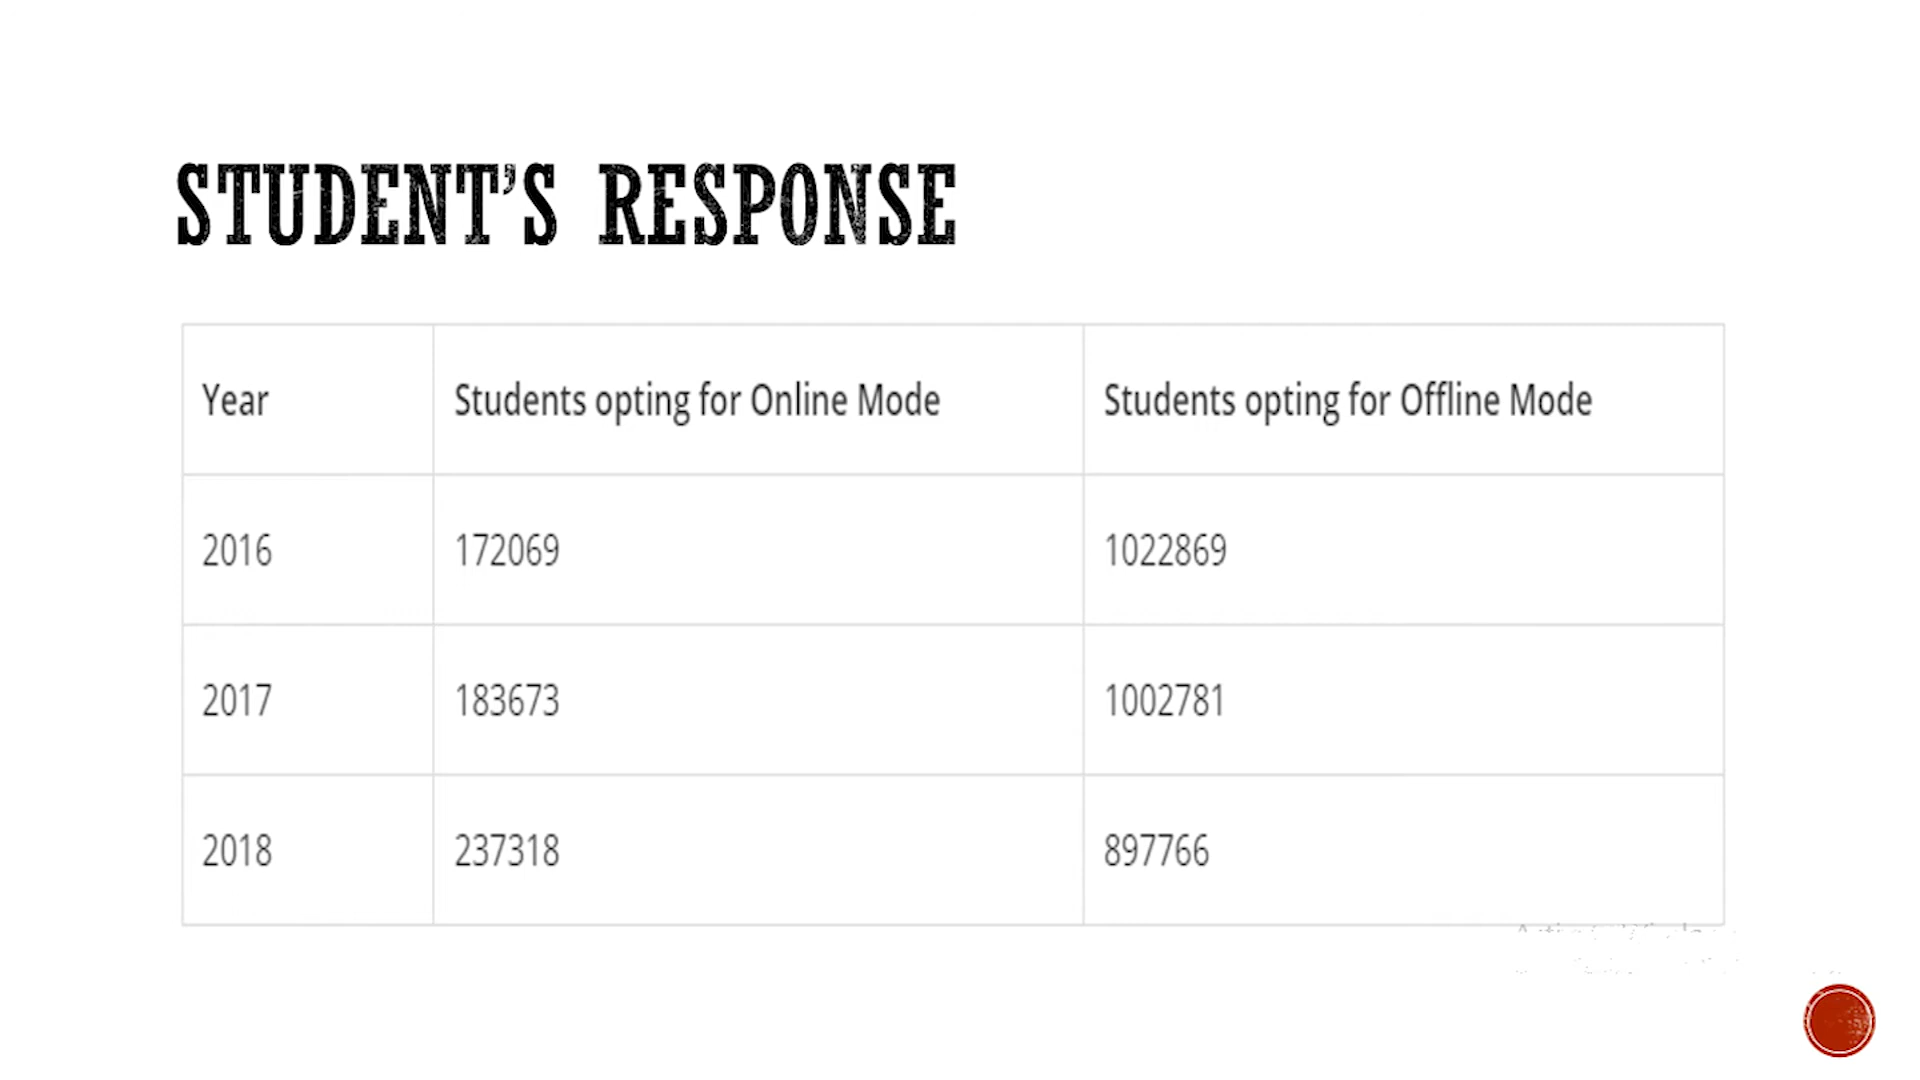 STUDENT’S RESPONSE
Year Students opting for Online Mode Students opting for Offline Mode
2016 172069 1022869
2017 183673 1002781
2018 237318 897766